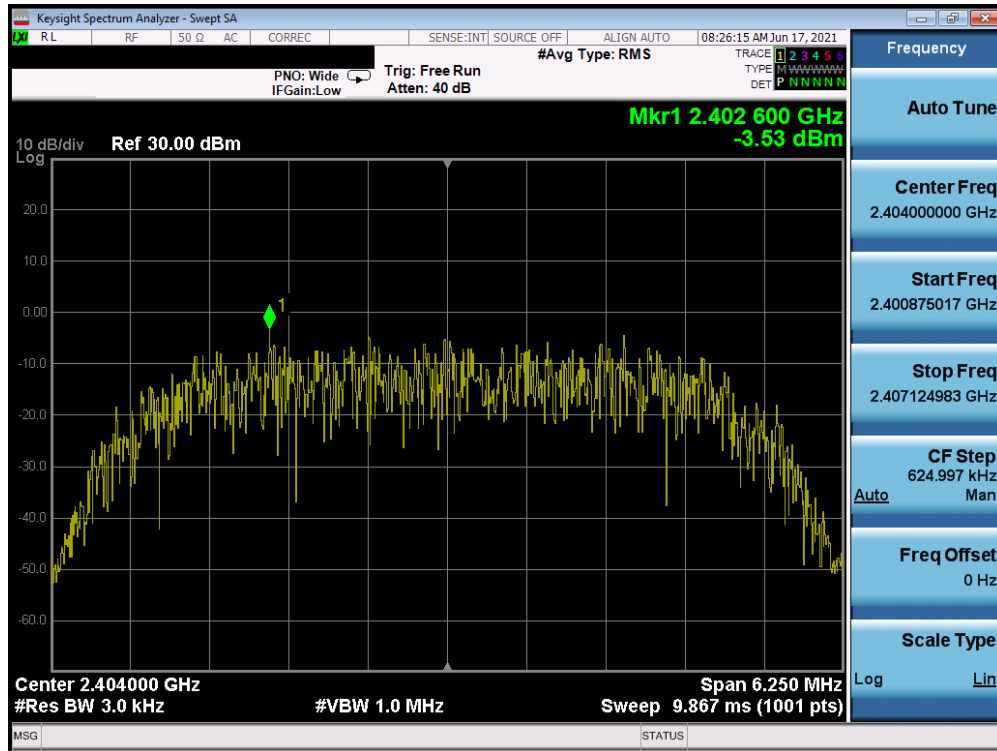 Keysight Spectrum Analyzer - Swept SA
LXI RL RF 50 Ω AC CORREC SENSE:INT SOURCE OFF ALIGN AUTO 08:26:15 AM Jun 17, 2021
#Avg Type: RMS
TRACE 1 2 3 4 5 6
PNO: Wide Trig: Free Run
TYPE M WWWWW
IFGain:Low Atten: 40 dB
DET P N N N N N
Mkr1 2.402 600 GHz
-3.53 dBm
10 dB/div Ref 30.00 dBm
Log
20.0
10.0
0.00
-10.0
-20.0
-30.0
-40.0
-50.0
-60.0
1
Center 2.404000 GHz Span 6.250 MHz
#Res BW 3.0 kHz #VBW 1.0 MHz Sweep 9.867 ms (1001 pts)
MSG STATUS
Frequency
Auto Tune
Center Freq
2.404000000 GHz
Start Freq
2.400875017 GHz
Stop Freq
2.407124983 GHz
CF Step
624.997 kHz
Auto Man
Freq Offset
0 Hz
Scale Type
Log Lin